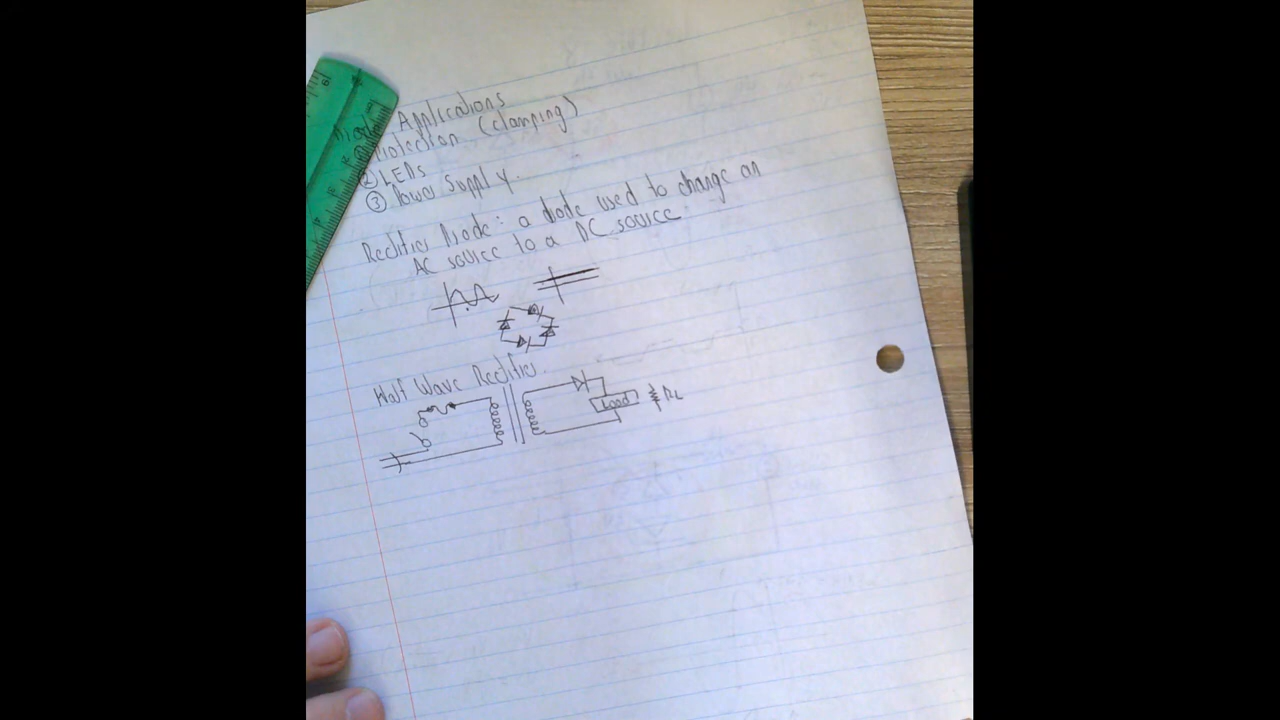 Applications
Protection (clamping)
② LEDs
③ Power Supply.
Rectifier Diode: a diode used to change an
AC source to a DC source
Half Wave Rectifier.
Load RL